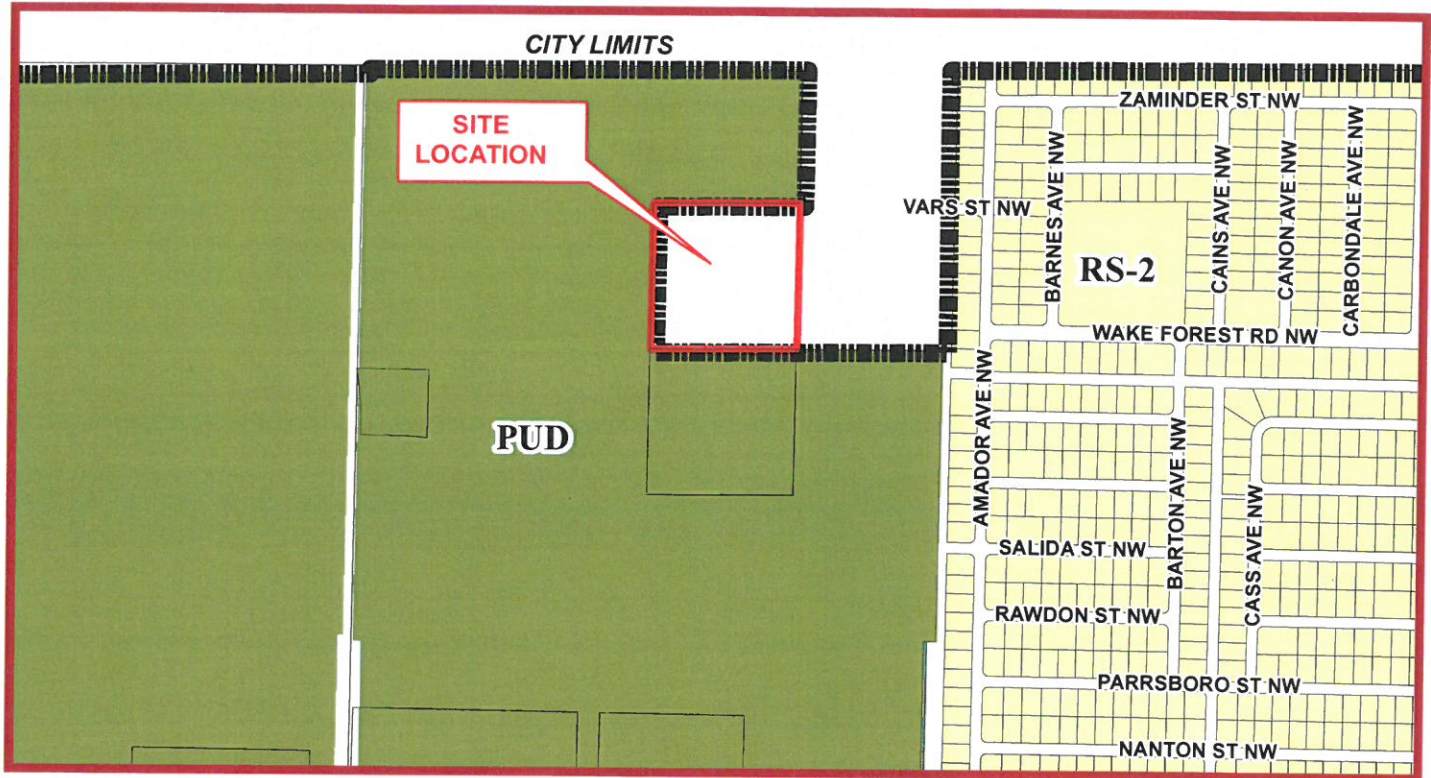 CITY LIMITS
SITE
LOCATION
ZAMINDER ST NW
VARS ST NW
BARNES AVE NW
RS-2
CAINS AVE NW
CANON AVE NW
CARBONDALE AVE NW
WAKE FOREST RD NW
PUD
AMADOR AVE NW
BARTON AVE NW
CASS AVE NW
SALIDA ST NW
RAWDON ST NW
PARRSBORO ST NW
NANTON ST NW